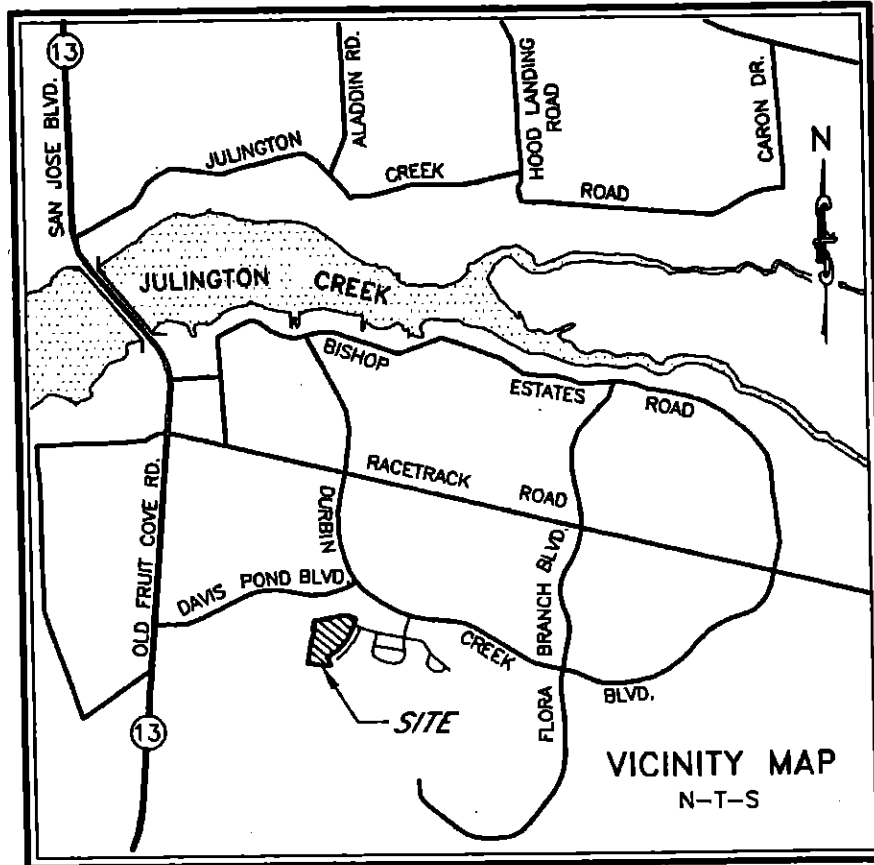 13
SAN JOSE BLVD.
ALADDIN RD.
HOOD LANDING
ROAD
CARON DR.
JULINGTON
CREEK
ROAD
N
JULINGTON CREEK
BISHOP
ESTATES
ROAD
RACETRACK
ROAD
OLD FRUIT COVE RD.
DURBIN
DAVIS POND BLVD.
CREEK
BLVD.
FLORA BRANCH BLVD.
SITE
13
VICINITY MAP
N-T-S